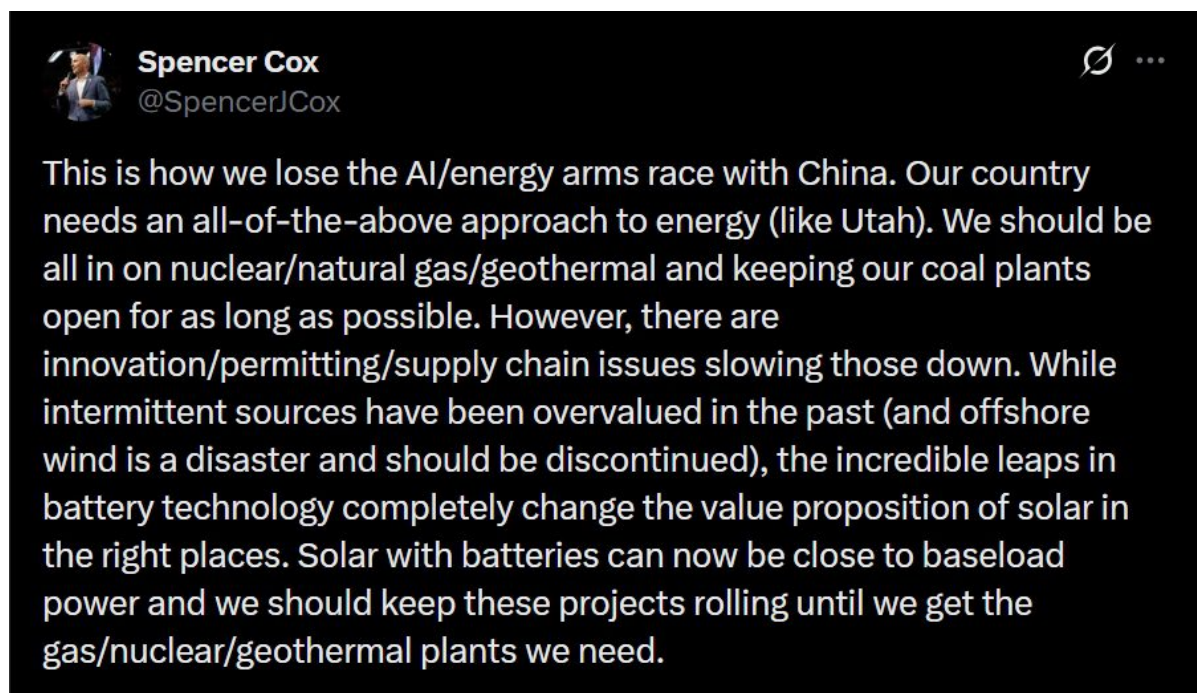 Spencer Cox
@SpencerJCox
This is how we lose the AI/energy arms race with China. Our country
needs an all-of-the-above approach to energy (like Utah). We should be
all in on nuclear/natural gas/geothermal and keeping our coal plants
open for as long as possible. However, there are
innovation/permitting/supply chain issues slowing those down. While
intermittent sources have been overvalued in the past (and offshore
wind is a disaster and should be discontinued), the incredible leaps in
battery technology completely change the value proposition of solar in
the right places. Solar with batteries can now be close to baseload
power and we should keep these projects rolling until we get the
gas/nuclear/geothermal plants we need.